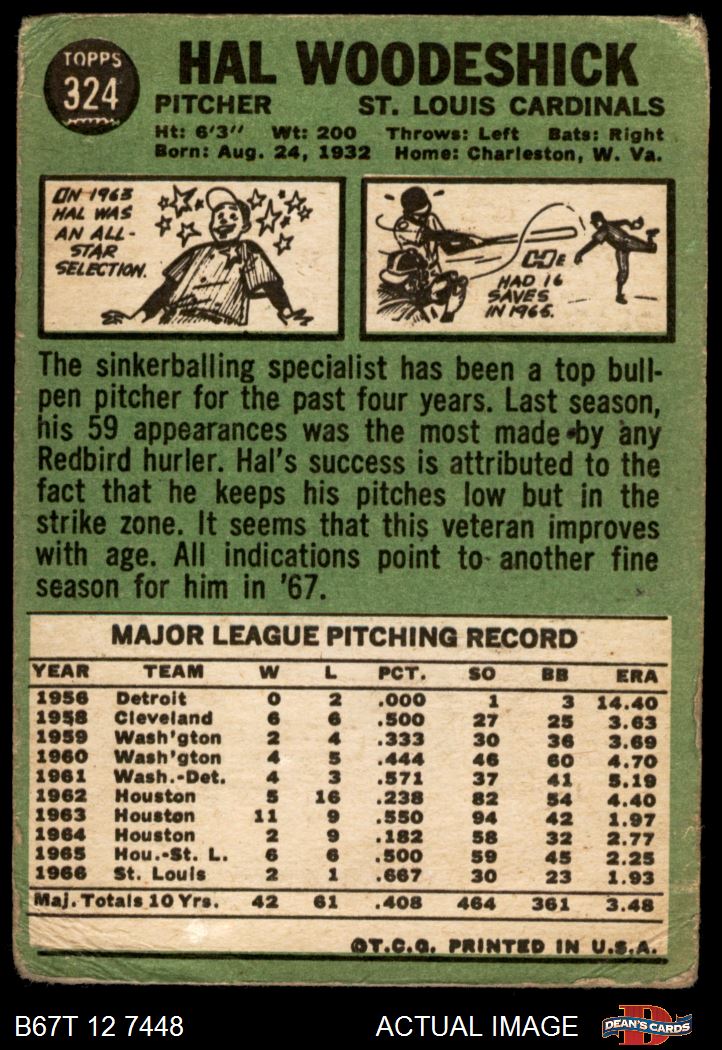 TOPPS
324
HAL WOODESHICK
PITCHER ST. LOUIS CARDINALS
Ht: 6'3" Wt: 200 Throws: Left Bats: Right
Born: Aug. 24, 1932 Home: Charleston, W. Va.
IN 1963
HAL WAS
AN ALL-
STAR
SELECTION.
HE
HAD 16
SAVES
IN 1965.
The sinkerballing specialist has been a top bull-
pen pitcher for the past four years. Last season,
his 59 appearances was the most made by any
Redbird hurler. Hal's success is attributed to the
fact that he keeps his pitches low but in the
strike zone. It seems that this veteran improves
with age. All indications point to another fine
season for him in '67.
MAJOR LEAGUE PITCHING RECORD
YEAR TEAM W L PCT. SO BB ERA
1956 Detroit 0 2 .000 1 3 14.40
1958 Cleveland 6 6 .500 27 25 3.63
1959 Wash'gton 2 4 .333 30 36 3.69
1960 Wash'gton 4 5 .444 46 60 4.70
1961 Wash.-Det. 4 3 .571 37 41 5.19
1962 Houston 5 16 .238 82 54 4.40
1963 Houston 11 9 .550 94 42 1.97
1964 Houston 2 9 .182 58 32 2.77
1965 Hou.-St. L. 6 6 .500 59 45 2.25
1966 St. Louis 2 1 .667 30 23 1.93
Maj. Totals 10 Yrs. 42 61 .408 464 361 3.48
©T.C.G. PRINTED IN U.S.A.
B67T 12 7448 ACTUAL IMAGE DEAN'S CARDS